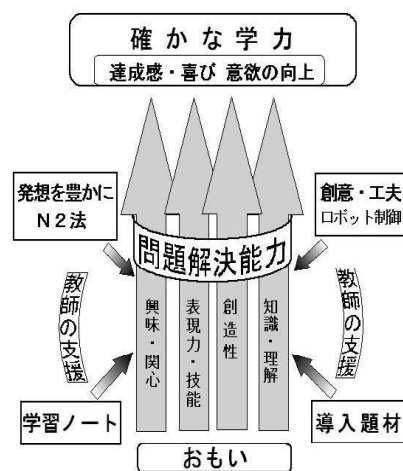 確かな学力
達成感・喜び 意欲の向上
発想を豊かに
N2法
創意・工夫
ロボット制御
問題解決能力
教師の支援
興味・関心
表現力・技能
創造性
知識・理解
教師の支援
学習ノート
導入題材
おもい